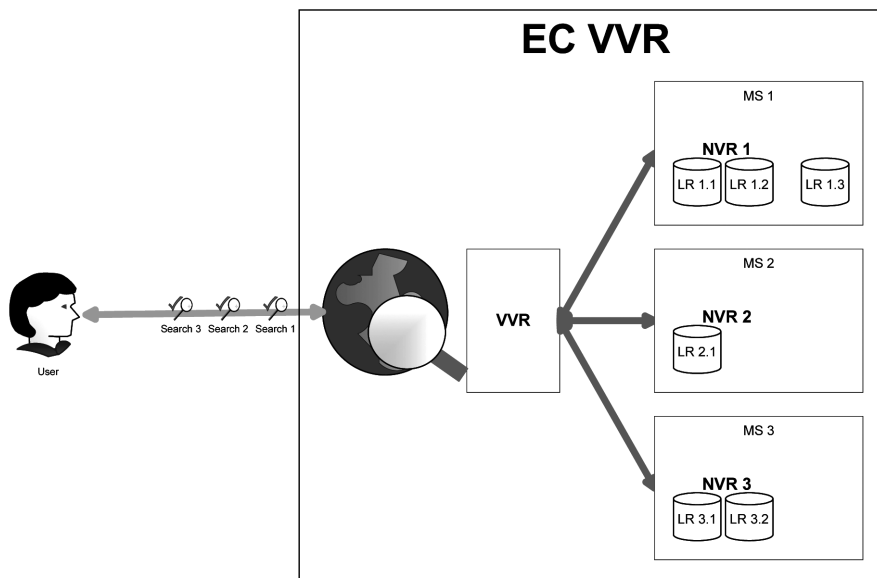 EC VVR
MS 1
NVR 1
LR 1.1 LR 1.2 LR 1.3
MS 2
NVR 2
LR 2.1
MS 3
NVR 3
LR 3.1 LR 3.2
VVR
Search 3 Search 2 Search 1
User